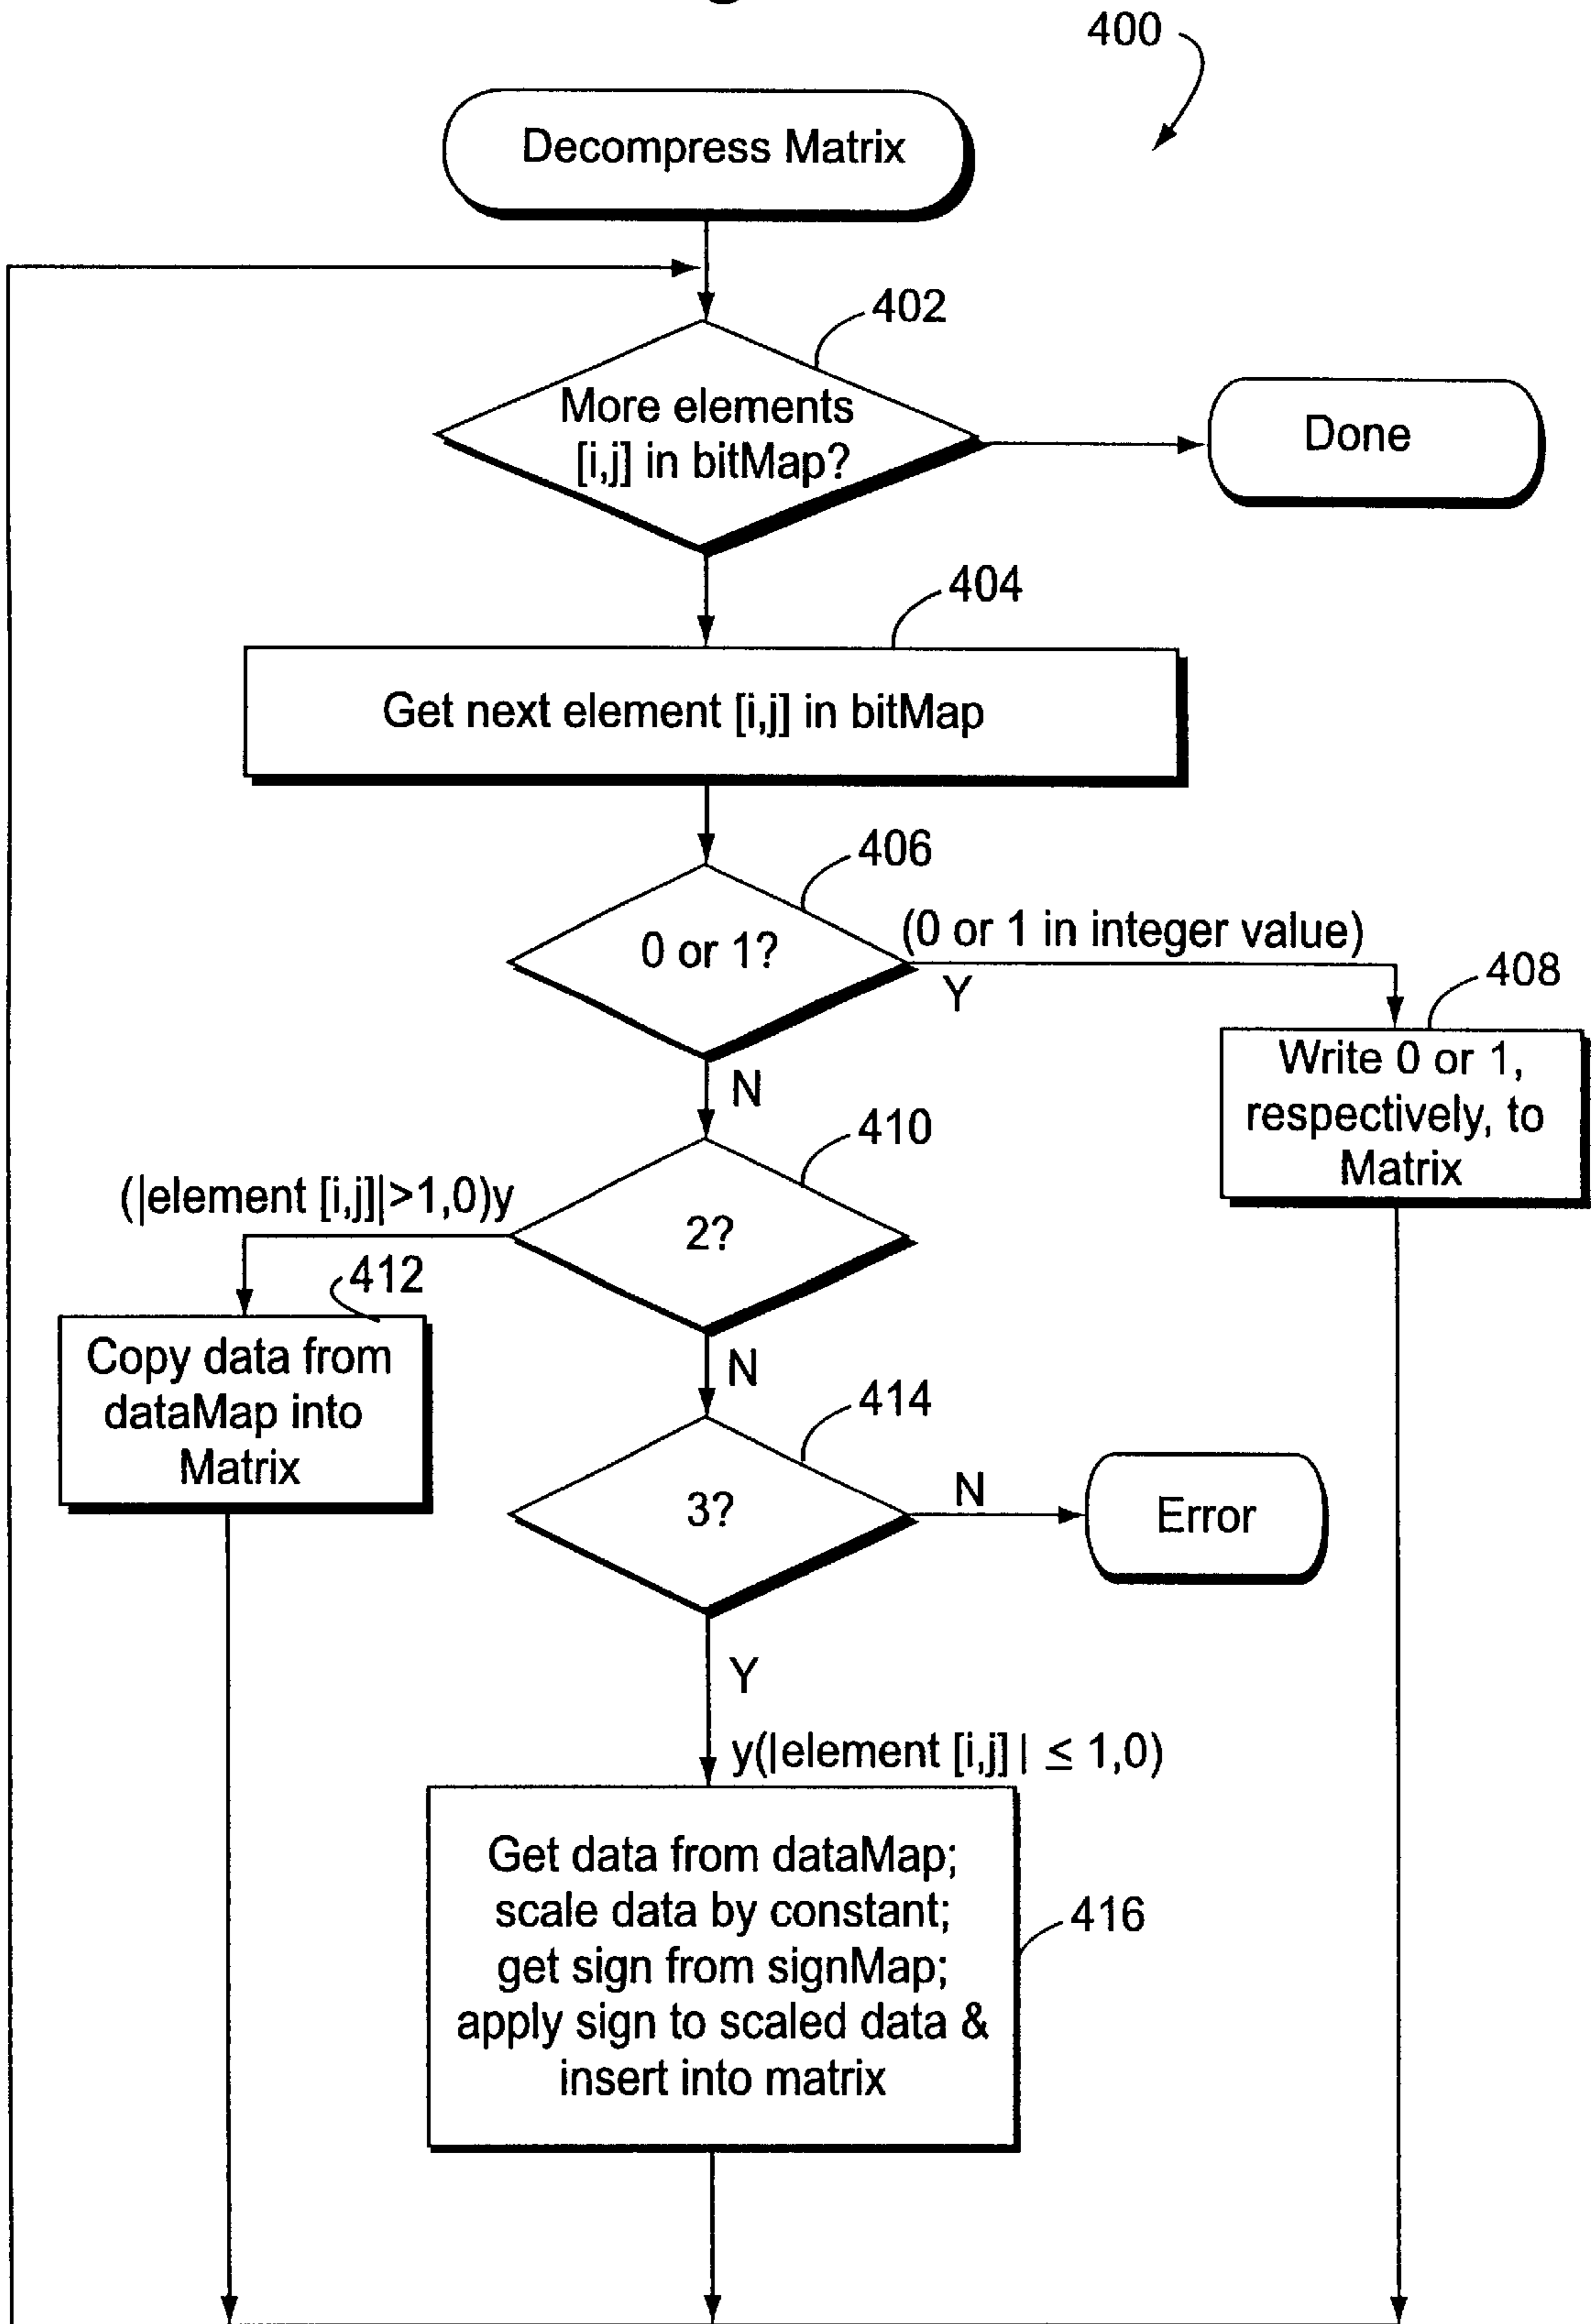 400
Decompress Matrix
402
More elements
[i,j] in bitMap?
Done
404
Get next element [i,j] in bitMap
406
0 or 1?
(0 or 1 in integer value)
Y
408
Write 0 or 1,
respectively, to
Matrix
N
410
(|element [i,j]|>1,0)y
2?
412
Copy data from
dataMap into
Matrix
N
414
3?
N
Error
Y
y(|element [i,j] | ≤ 1,0)
Get data from dataMap;
scale data by constant;
get sign from signMap;
apply sign to scaled data &
insert into matrix
416